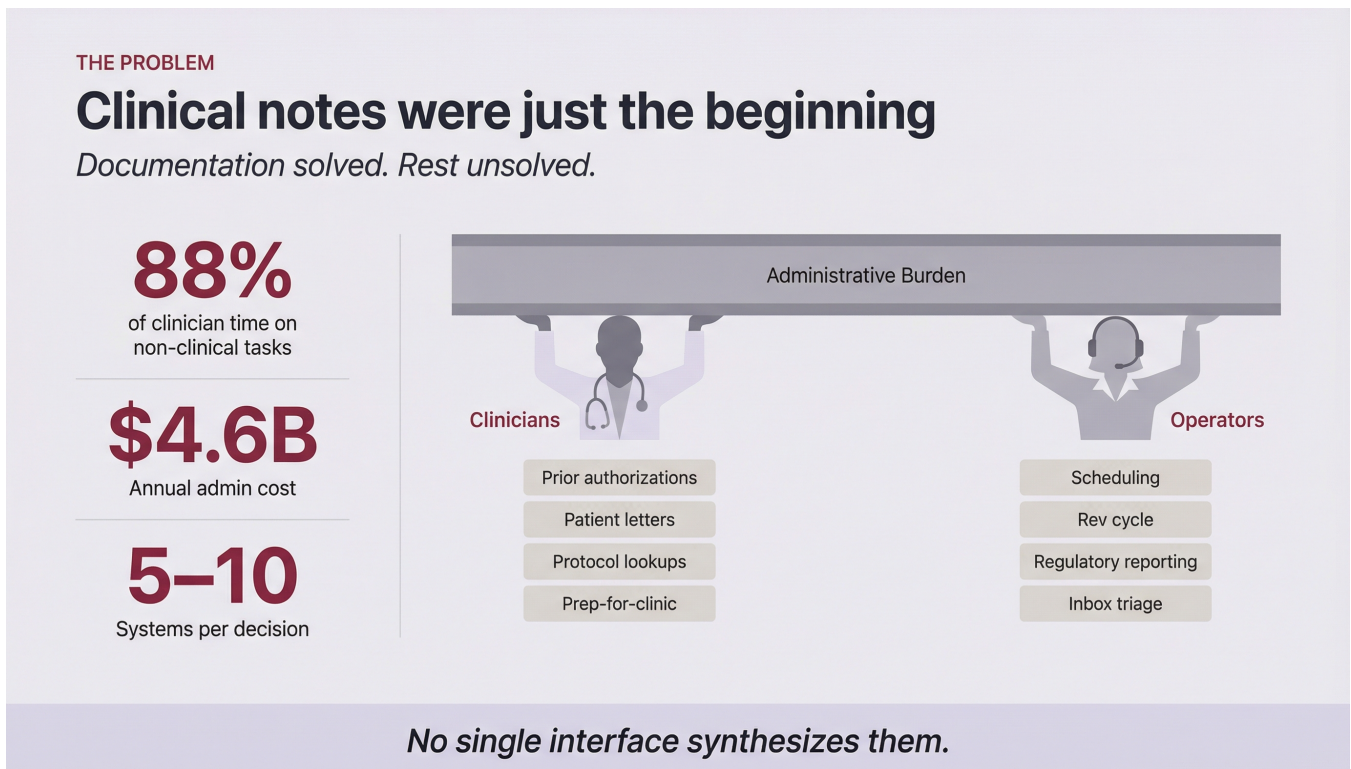 THE PROBLEM
Clinical notes were just the beginning
Documentation solved. Rest unsolved.
88%
of clinician time on
non-clinical tasks
$4.6B
Annual admin cost
5–10
Systems per decision
Administrative Burden
Clinicians
Prior authorizations
Patient letters
Protocol lookups
Prep-for-clinic
Operators
Scheduling
Rev cycle
Regulatory reporting
Inbox triage
No single interface synthesizes them.